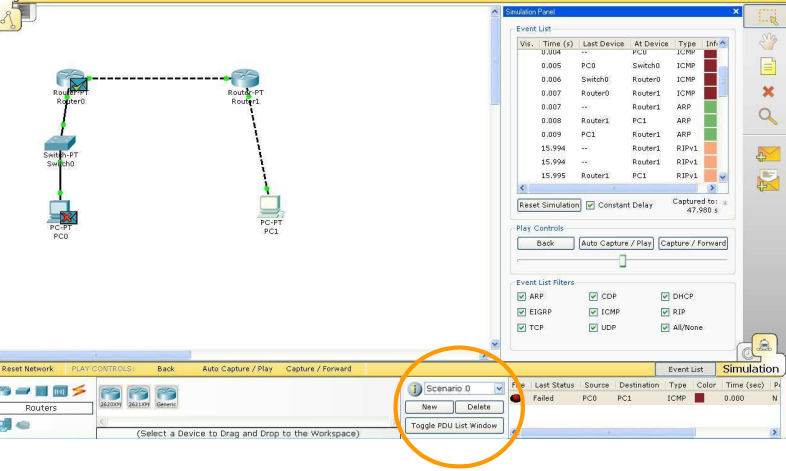 Simulation Panel
Event List
Vis. Time (s) Last Device At Device Type Info
0.004 -- PC0 ICMP
0.005 PC0 Switch0 ICMP
0.006 Switch0 Router0 ICMP
0.007 Router0 Router1 ICMP
0.007 -- Router1 ARP
0.008 Router1 PC1 ARP
0.009 PC1 Router1 ARP
15.994 -- Router1 RIPv1
15.994 -- Router1 RIPv1
15.995 Router1 PC1 RIPv1
Reset Simulation Constant Delay Captured to:
47.980 s
Play Controls
Back Auto Capture / Play Capture / Forward
Event List Filters
ARP CDP DHCP
EIGRP ICMP RIP
TCP UDP All/None
Router-PT
Router0
Router-PT
Router1
Switch-PT
Switch0
PC-PT
PC0
PC-PT
PC1
Reset Network PLAY CONTROLS: Back Auto Capture / Play Capture / Forward
Event List Simulation
Routers
2620XM 2621XM Generic
(Select a Device to Drag and Drop to the Workspace)
Scenario 0
New Delete
Toggle PDU List Window
Last Status Source Destination Type Color Time (sec)
Failed PC0 PC1 ICMP 0.000 N